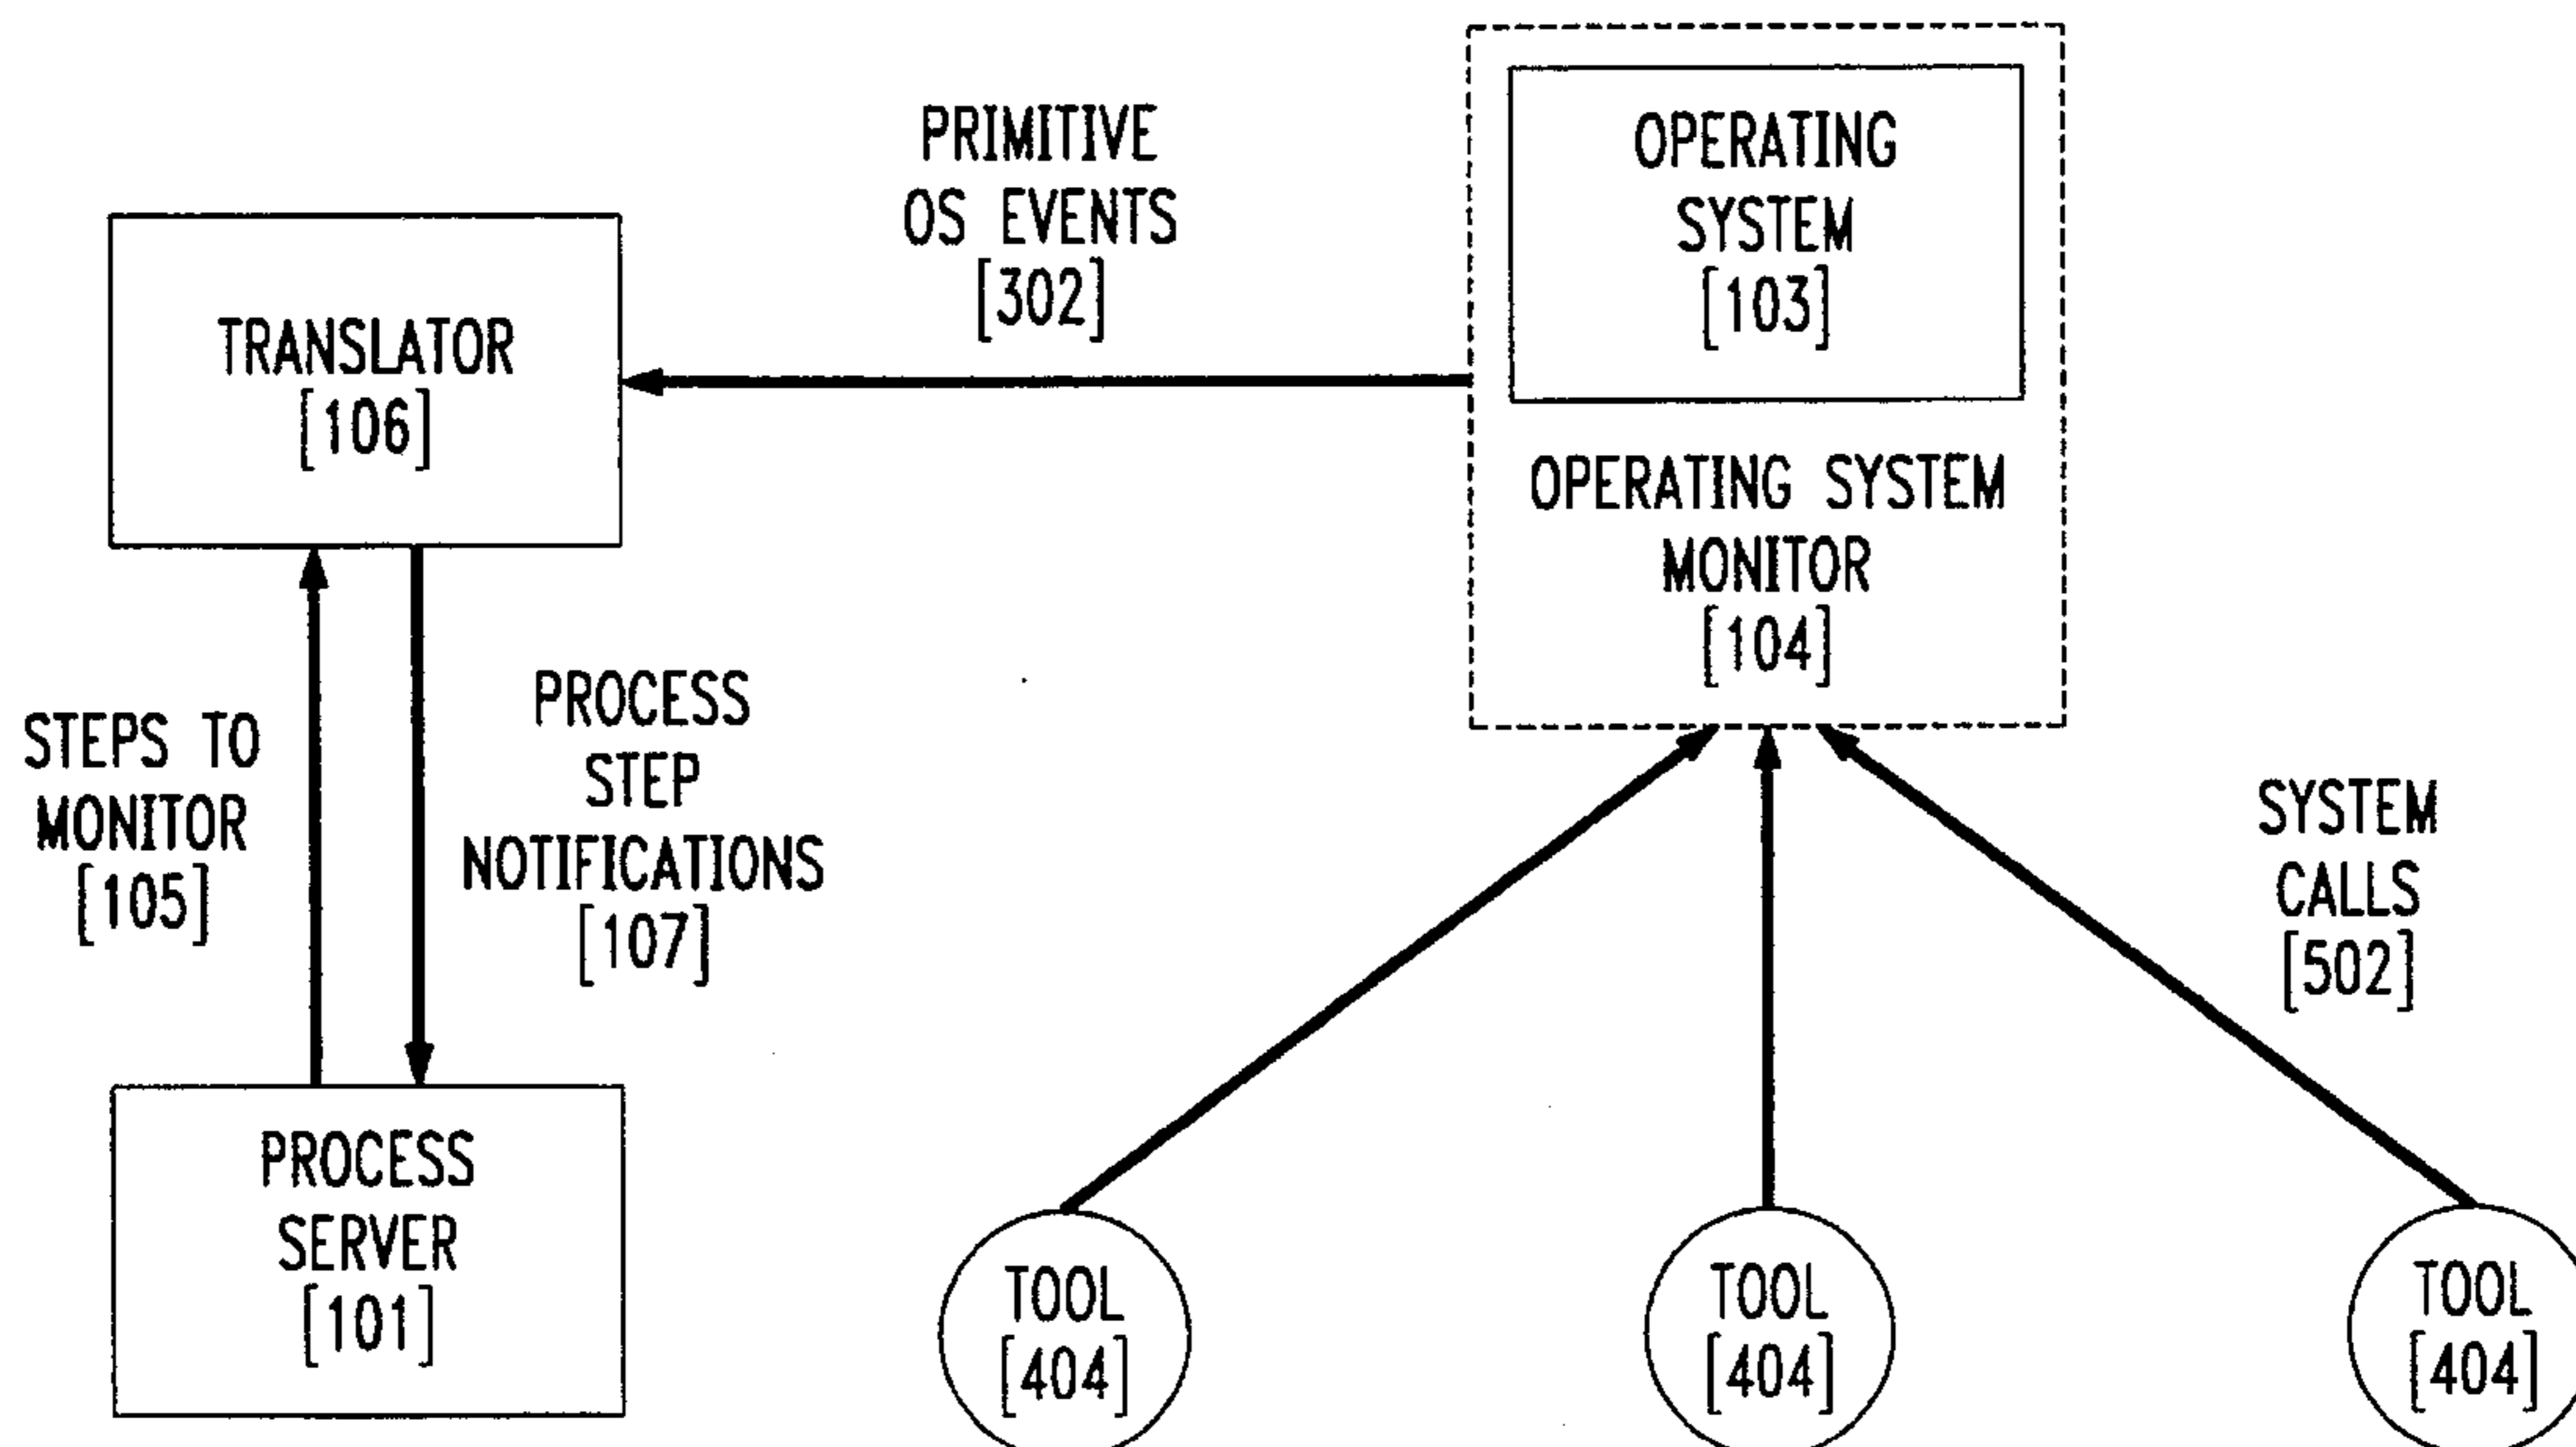 PRIMITIVE
OS EVENTS
[302]
OPERATING
SYSTEM
[103]
TRANSLATOR
[106]
OPERATING SYSTEM
MONITOR
[104]
STEPS TO
MONITOR
[105]
PROCESS
STEP
NOTIFICATIONS
[107]
SYSTEM
CALLS
[502]
PROCESS
SERVER
[101]
TOOL
[404]
TOOL
[404]
TOOL
[404]